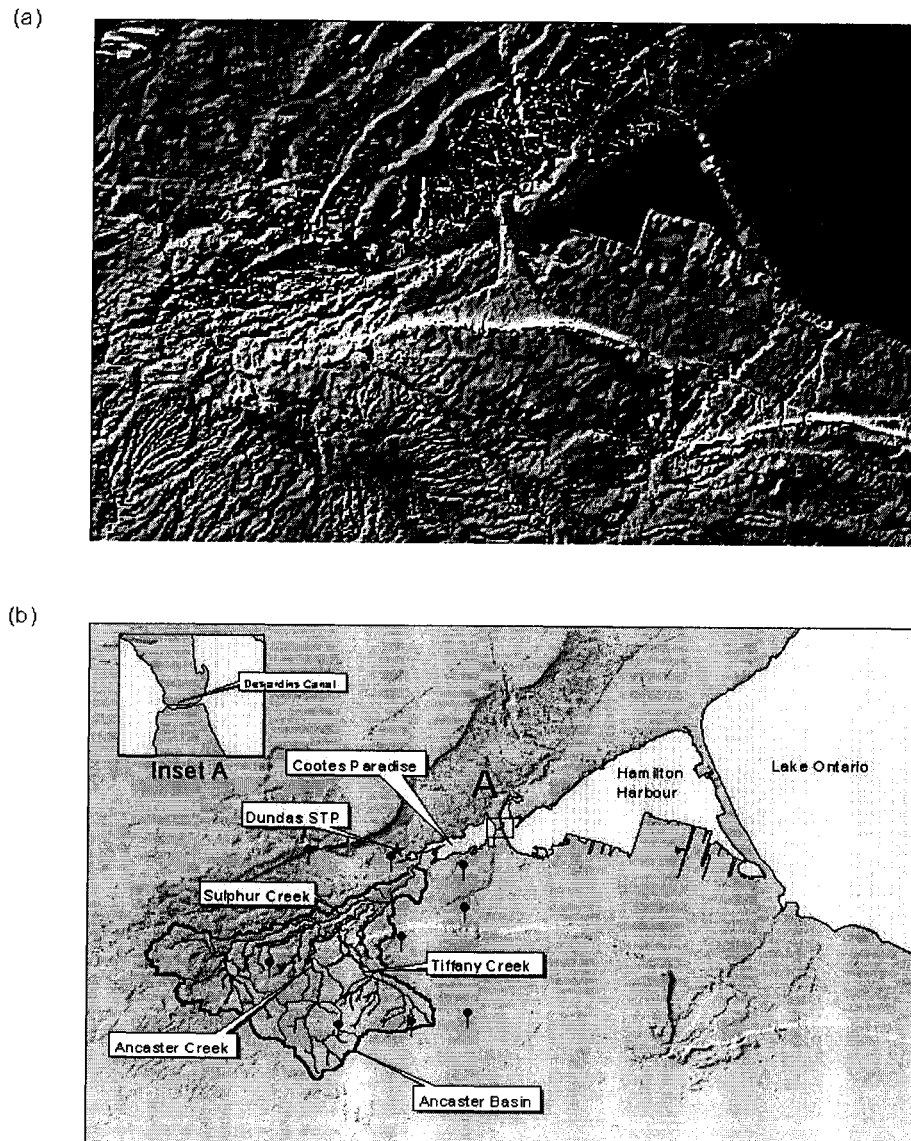 (a)
(b)
Desjardins Canal
Inset A
Cootes Paradise
A
Hamilton
Harbour
Lake Ontario
Dundas STP
Sulphur Creek
Tiffany Creek
Ancaster Creek
Ancaster Basin